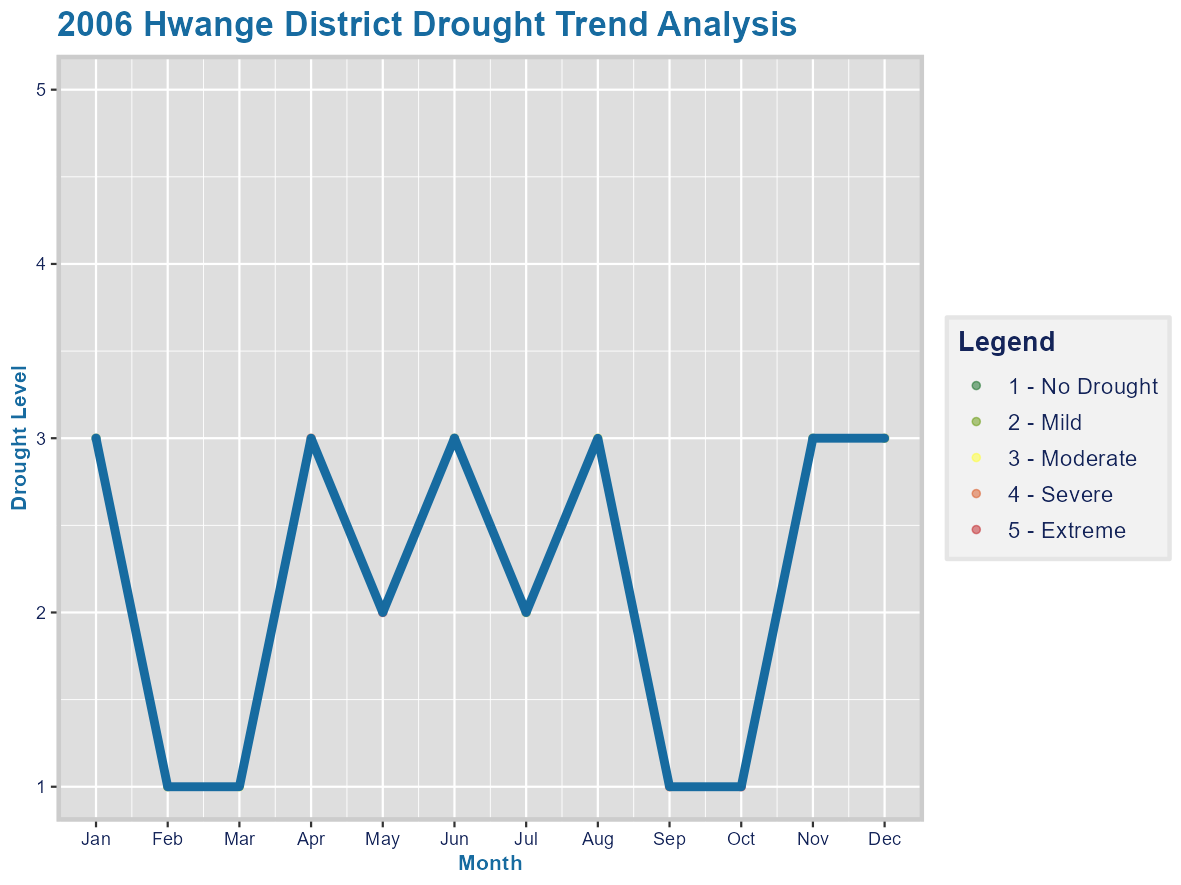 2006 Hwange District Drought Trend Analysis
5
4
3
2
1
Drought Level
Jan Feb Mar Apr May Jun Jul Aug Sep Oct Nov Dec
Month
Legend
1 - No Drought
2 - Mild
3 - Moderate
4 - Severe
5 - Extreme